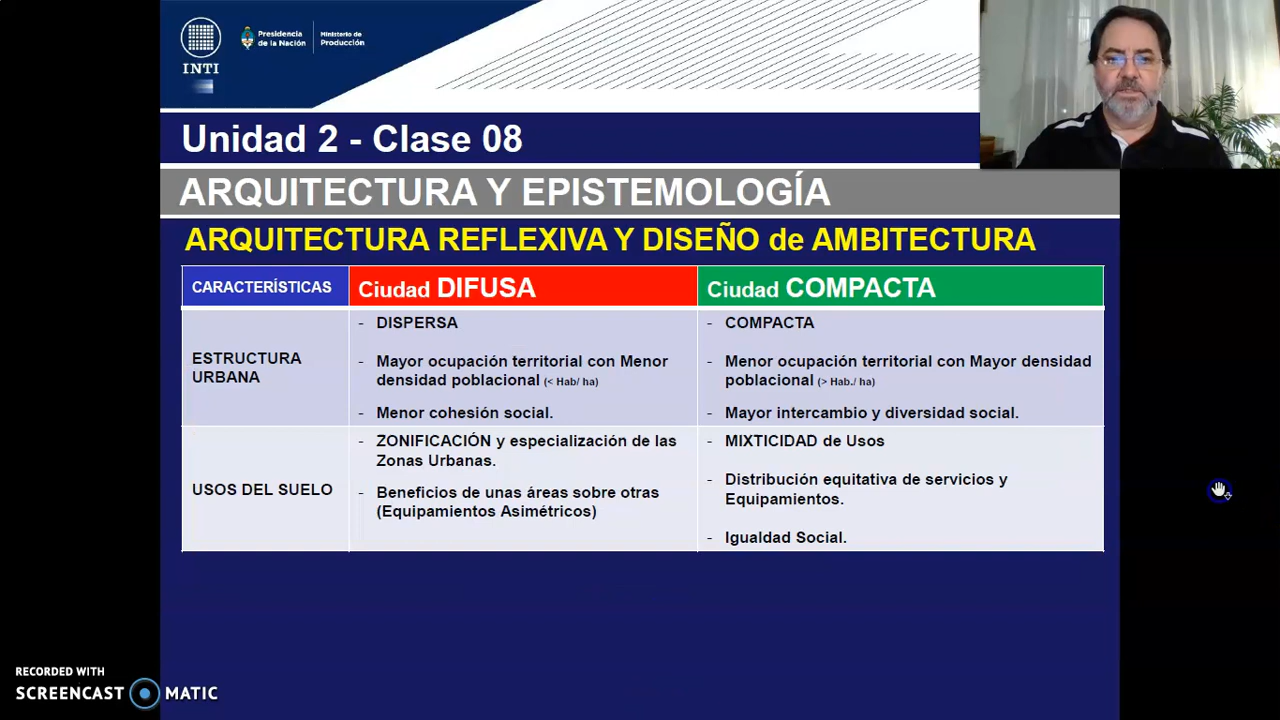 INTI
Presidencia
de la Nación
Ministerio de
Producción
Unidad 2 - Clase 08
ARQUITECTURA Y EPISTEMOLOGÍA
ARQUITECTURA REFLEXIVA Y DISEÑO de AMBITECTURA
CARACTERÍSTICAS
Ciudad DIFUSA
Ciudad COMPACTA
ESTRUCTURA
URBANA
- DISPERSA
- Mayor ocupación territorial con Menor
densidad poblacional (< Hab/ ha)
- Menor cohesión social.
- COMPACTA
- Menor ocupación territorial con Mayor densidad
poblacional (> Hab./ ha)
- Mayor intercambio y diversidad social.
USOS DEL SUELO
- ZONIFICACIÓN y especialización de las
Zonas Urbanas.
- Beneficios de unas áreas sobre otras
(Equipamientos Asimétricos)
- MIXTICIDAD de Usos
- Distribución equitativa de servicios y
Equipamientos.
- Igualdad Social.
RECORDED WITH
SCREENCAST MATIC